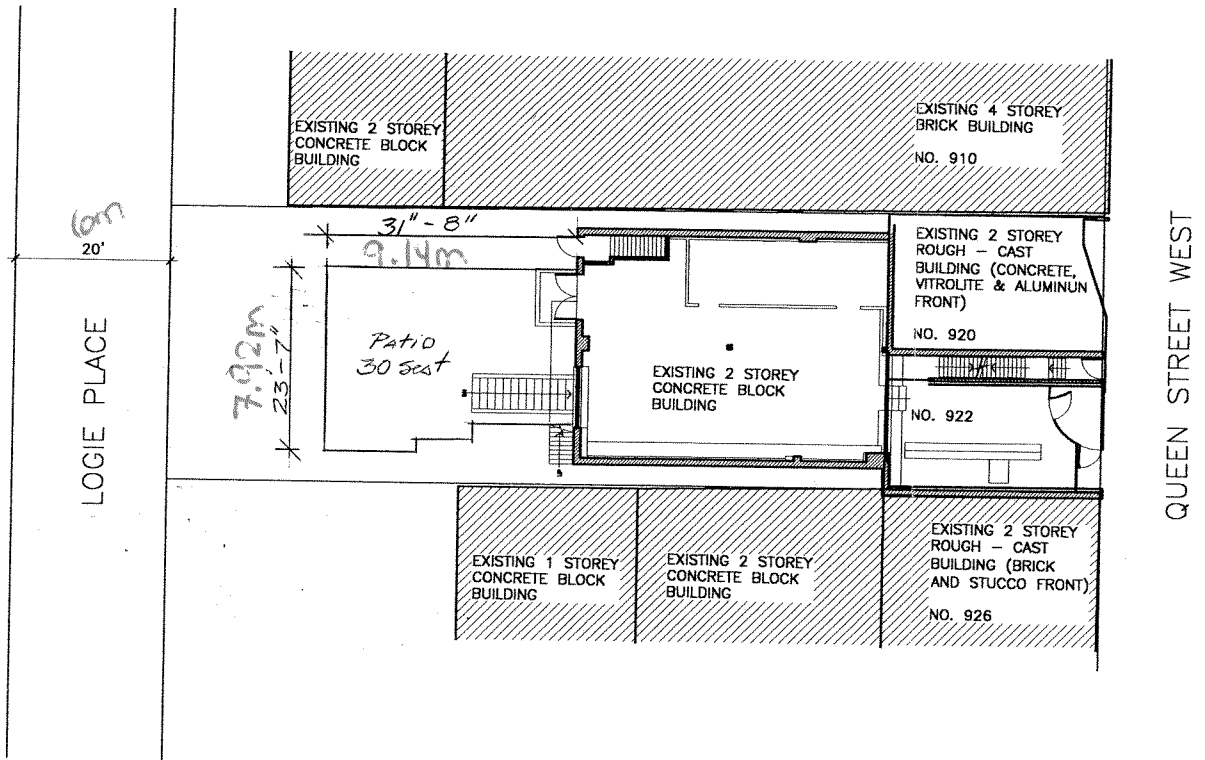 EXISTING 2 STOREY
CONCRETE BLOCK
BUILDING
EXISTING 4 STOREY
BRICK BUILDING
NO. 910
6m
20'
31" - 8"
9.14m
7.92m
23'-7"
Patio
30 Seat
LOGIE PLACE
EXISTING 2 STOREY
ROUGH - CAST
BUILDING (CONCRETE,
VITROLITE & ALUMINUN
FRONT)
NO. 920
EXISTING 2 STOREY
CONCRETE BLOCK
BUILDING
NO. 922
QUEEN STREET WEST
EXISTING 1 STOREY
CONCRETE BLOCK
BUILDING
EXISTING 2 STOREY
CONCRETE BLOCK
BUILDING
EXISTING 2 STOREY
ROUGH - CAST
BUILDING (BRICK
AND STUCCO FRONT)
NO. 926